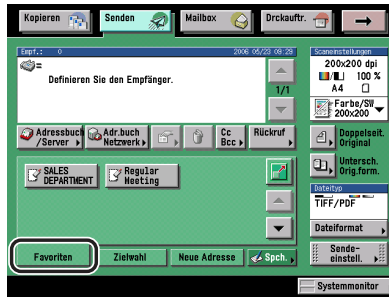 Kopieren
Senden
Mailbox
Drckauftr.
Empf.: 0
2006 05/23 09:29
Definieren Sie den Empfänger.
1/1
Adressbuch
/Server
Adr.buch
Netzwerk
Cc
Bcc
Rückruf
SALES
DEPARTMENT
Regular
Meeting
Favoriten
Zielwahl
Neue Adresse
Spch.
Scaneinstellungen
200x200 dpi
100 %
A4
Farbe/SW
200x200
Doppelseit.
Original
Untersch.
Orig.form.
Dateityp
TIFF/PDF
Dateiformat
Sende-
einstell.
Systemmonitor